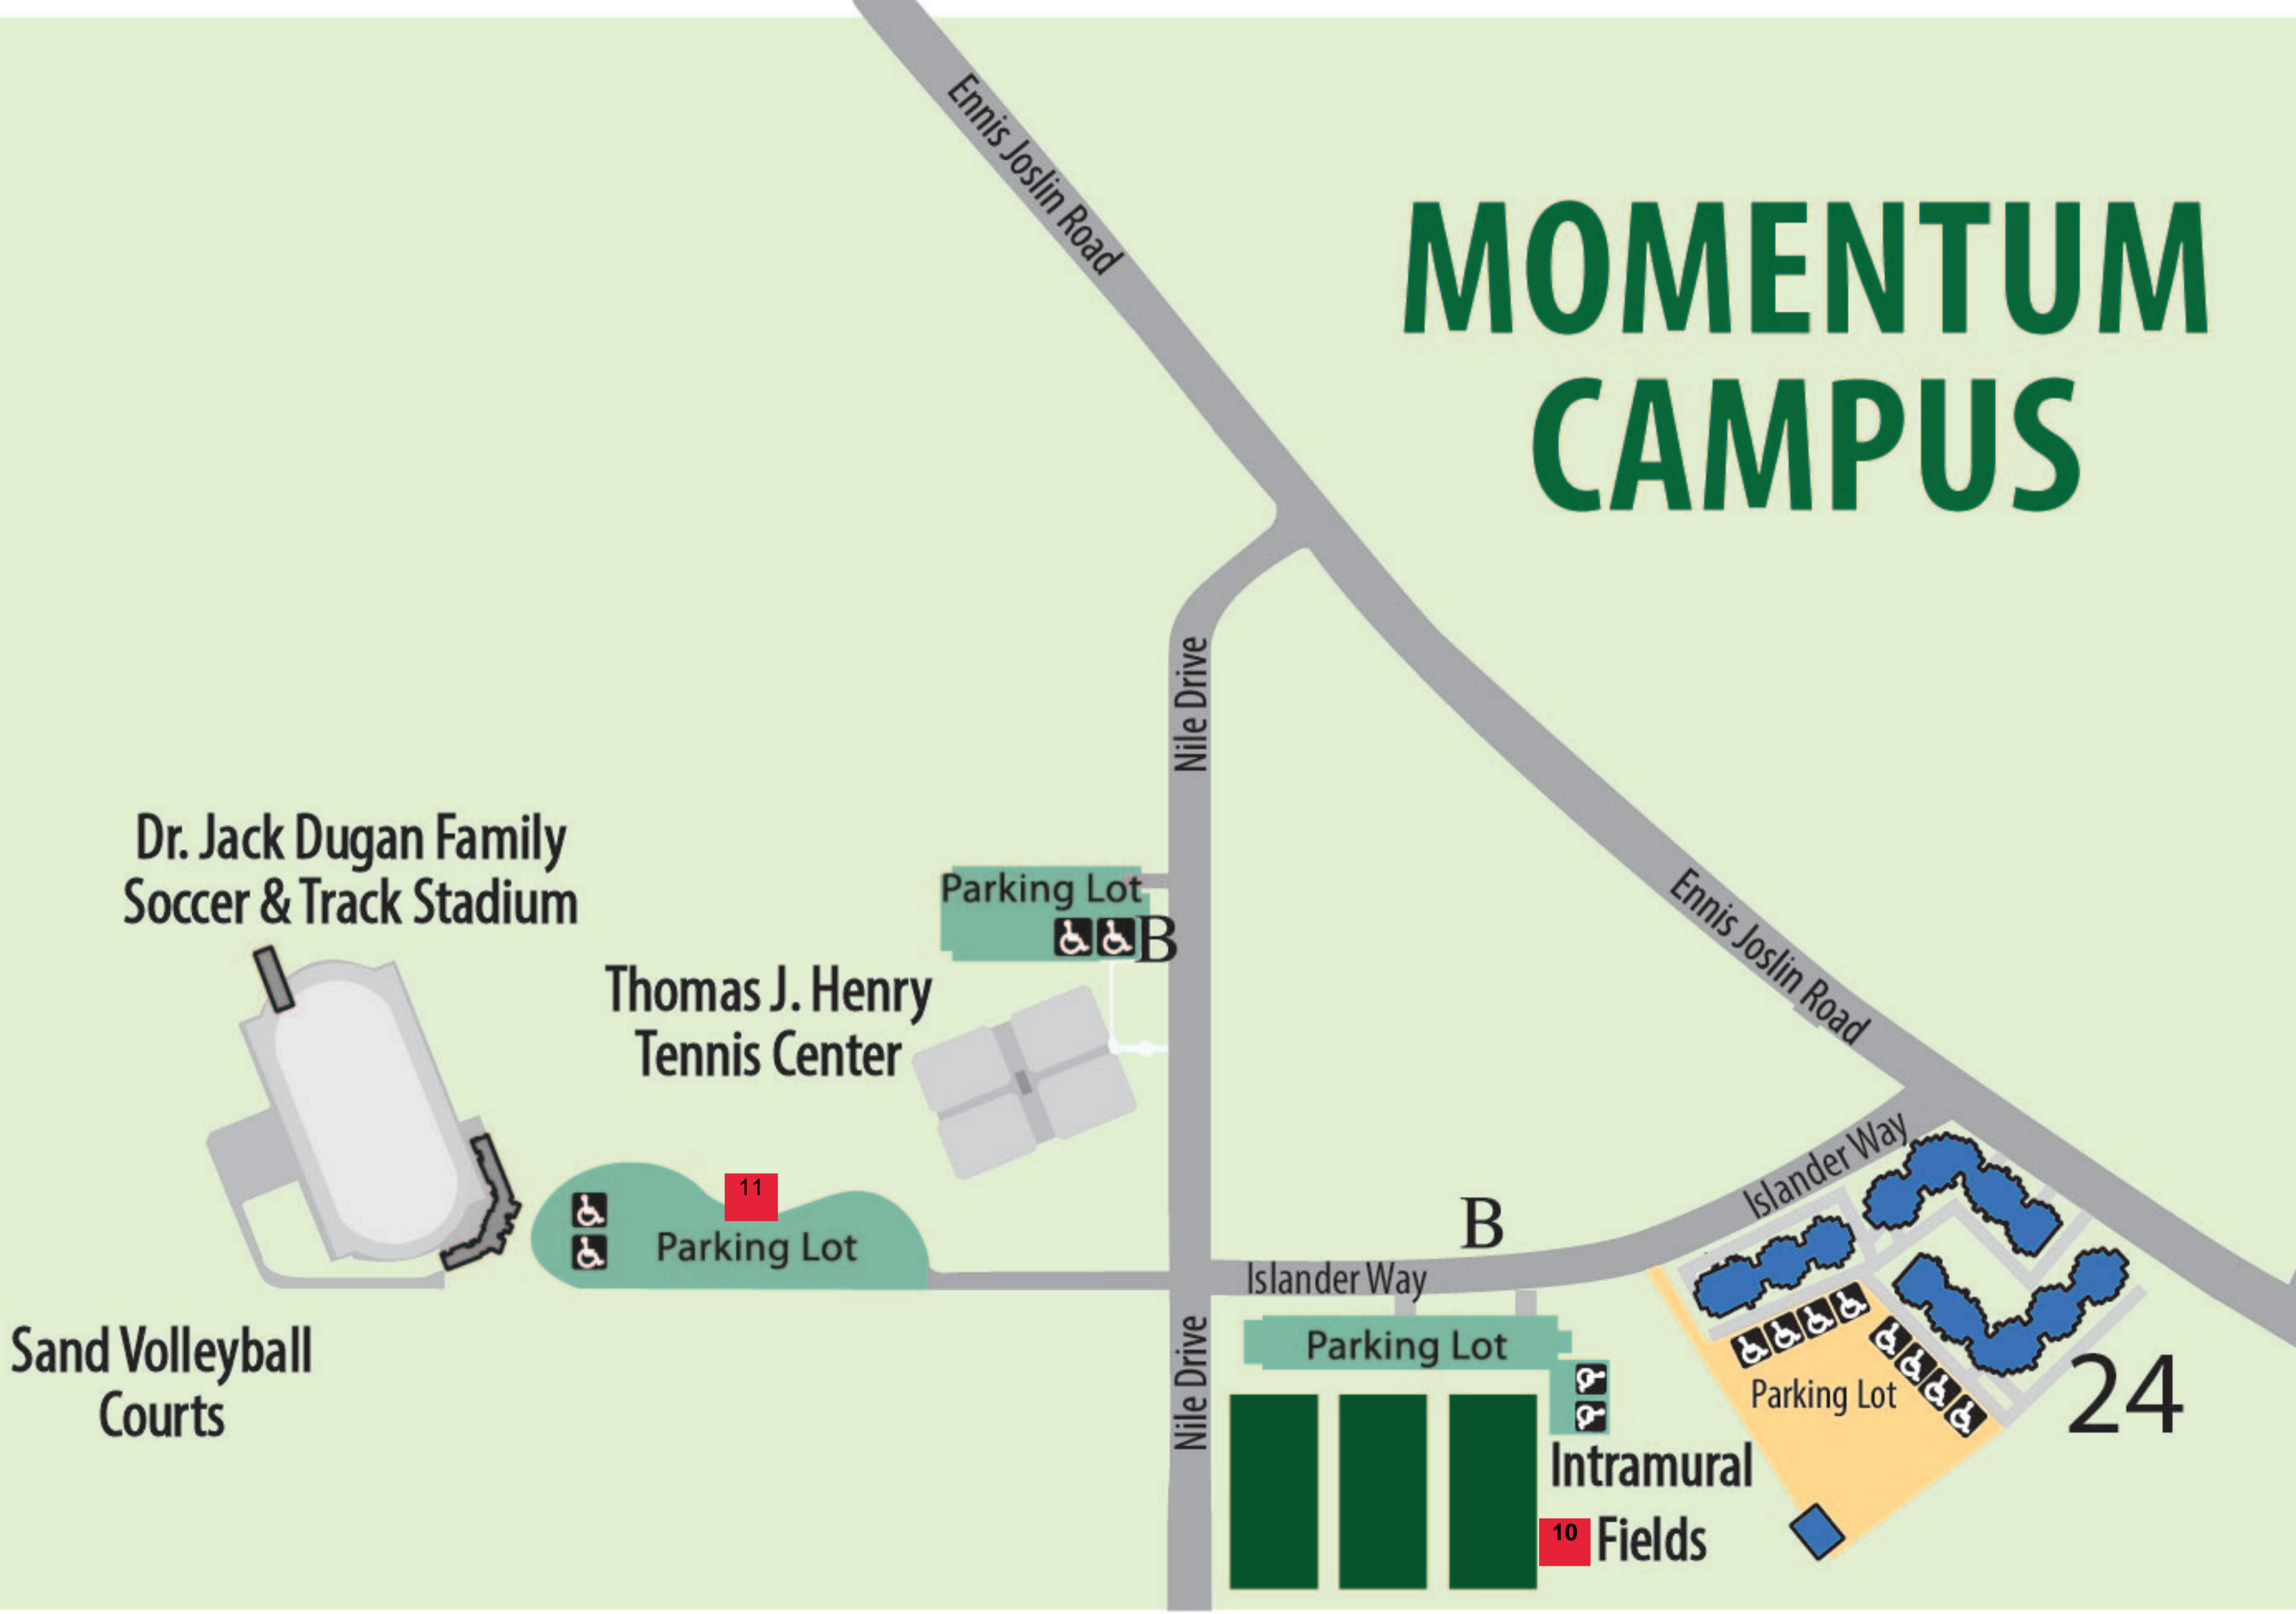 Ennis Joslin Road
MOMENTUM
CAMPUS
Nile Drive
Dr. Jack Dugan Family
Soccer & Track Stadium
Parking Lot
B
Thomas J. Henry
Tennis Center
Ennis Joslin Road
Islander Way
11
Parking Lot
B
Islander Way
Sand Volleyball
Courts
Nile Drive
Parking Lot
Parking Lot
24
Intramural
10 Fields